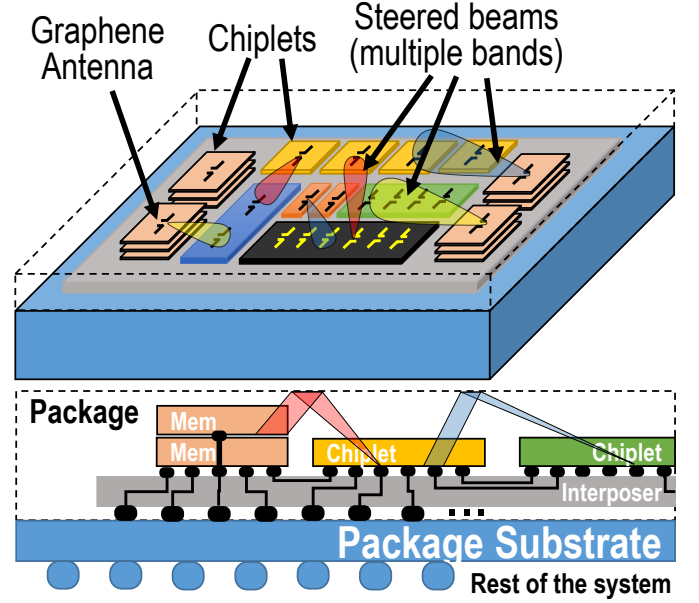 Graphene
Antenna
Chiplets
Steered beams
(multiple bands)
Package
Mem
Mem
Chiplet
Chiplet
Interposer
Package Substrate
Rest of the system